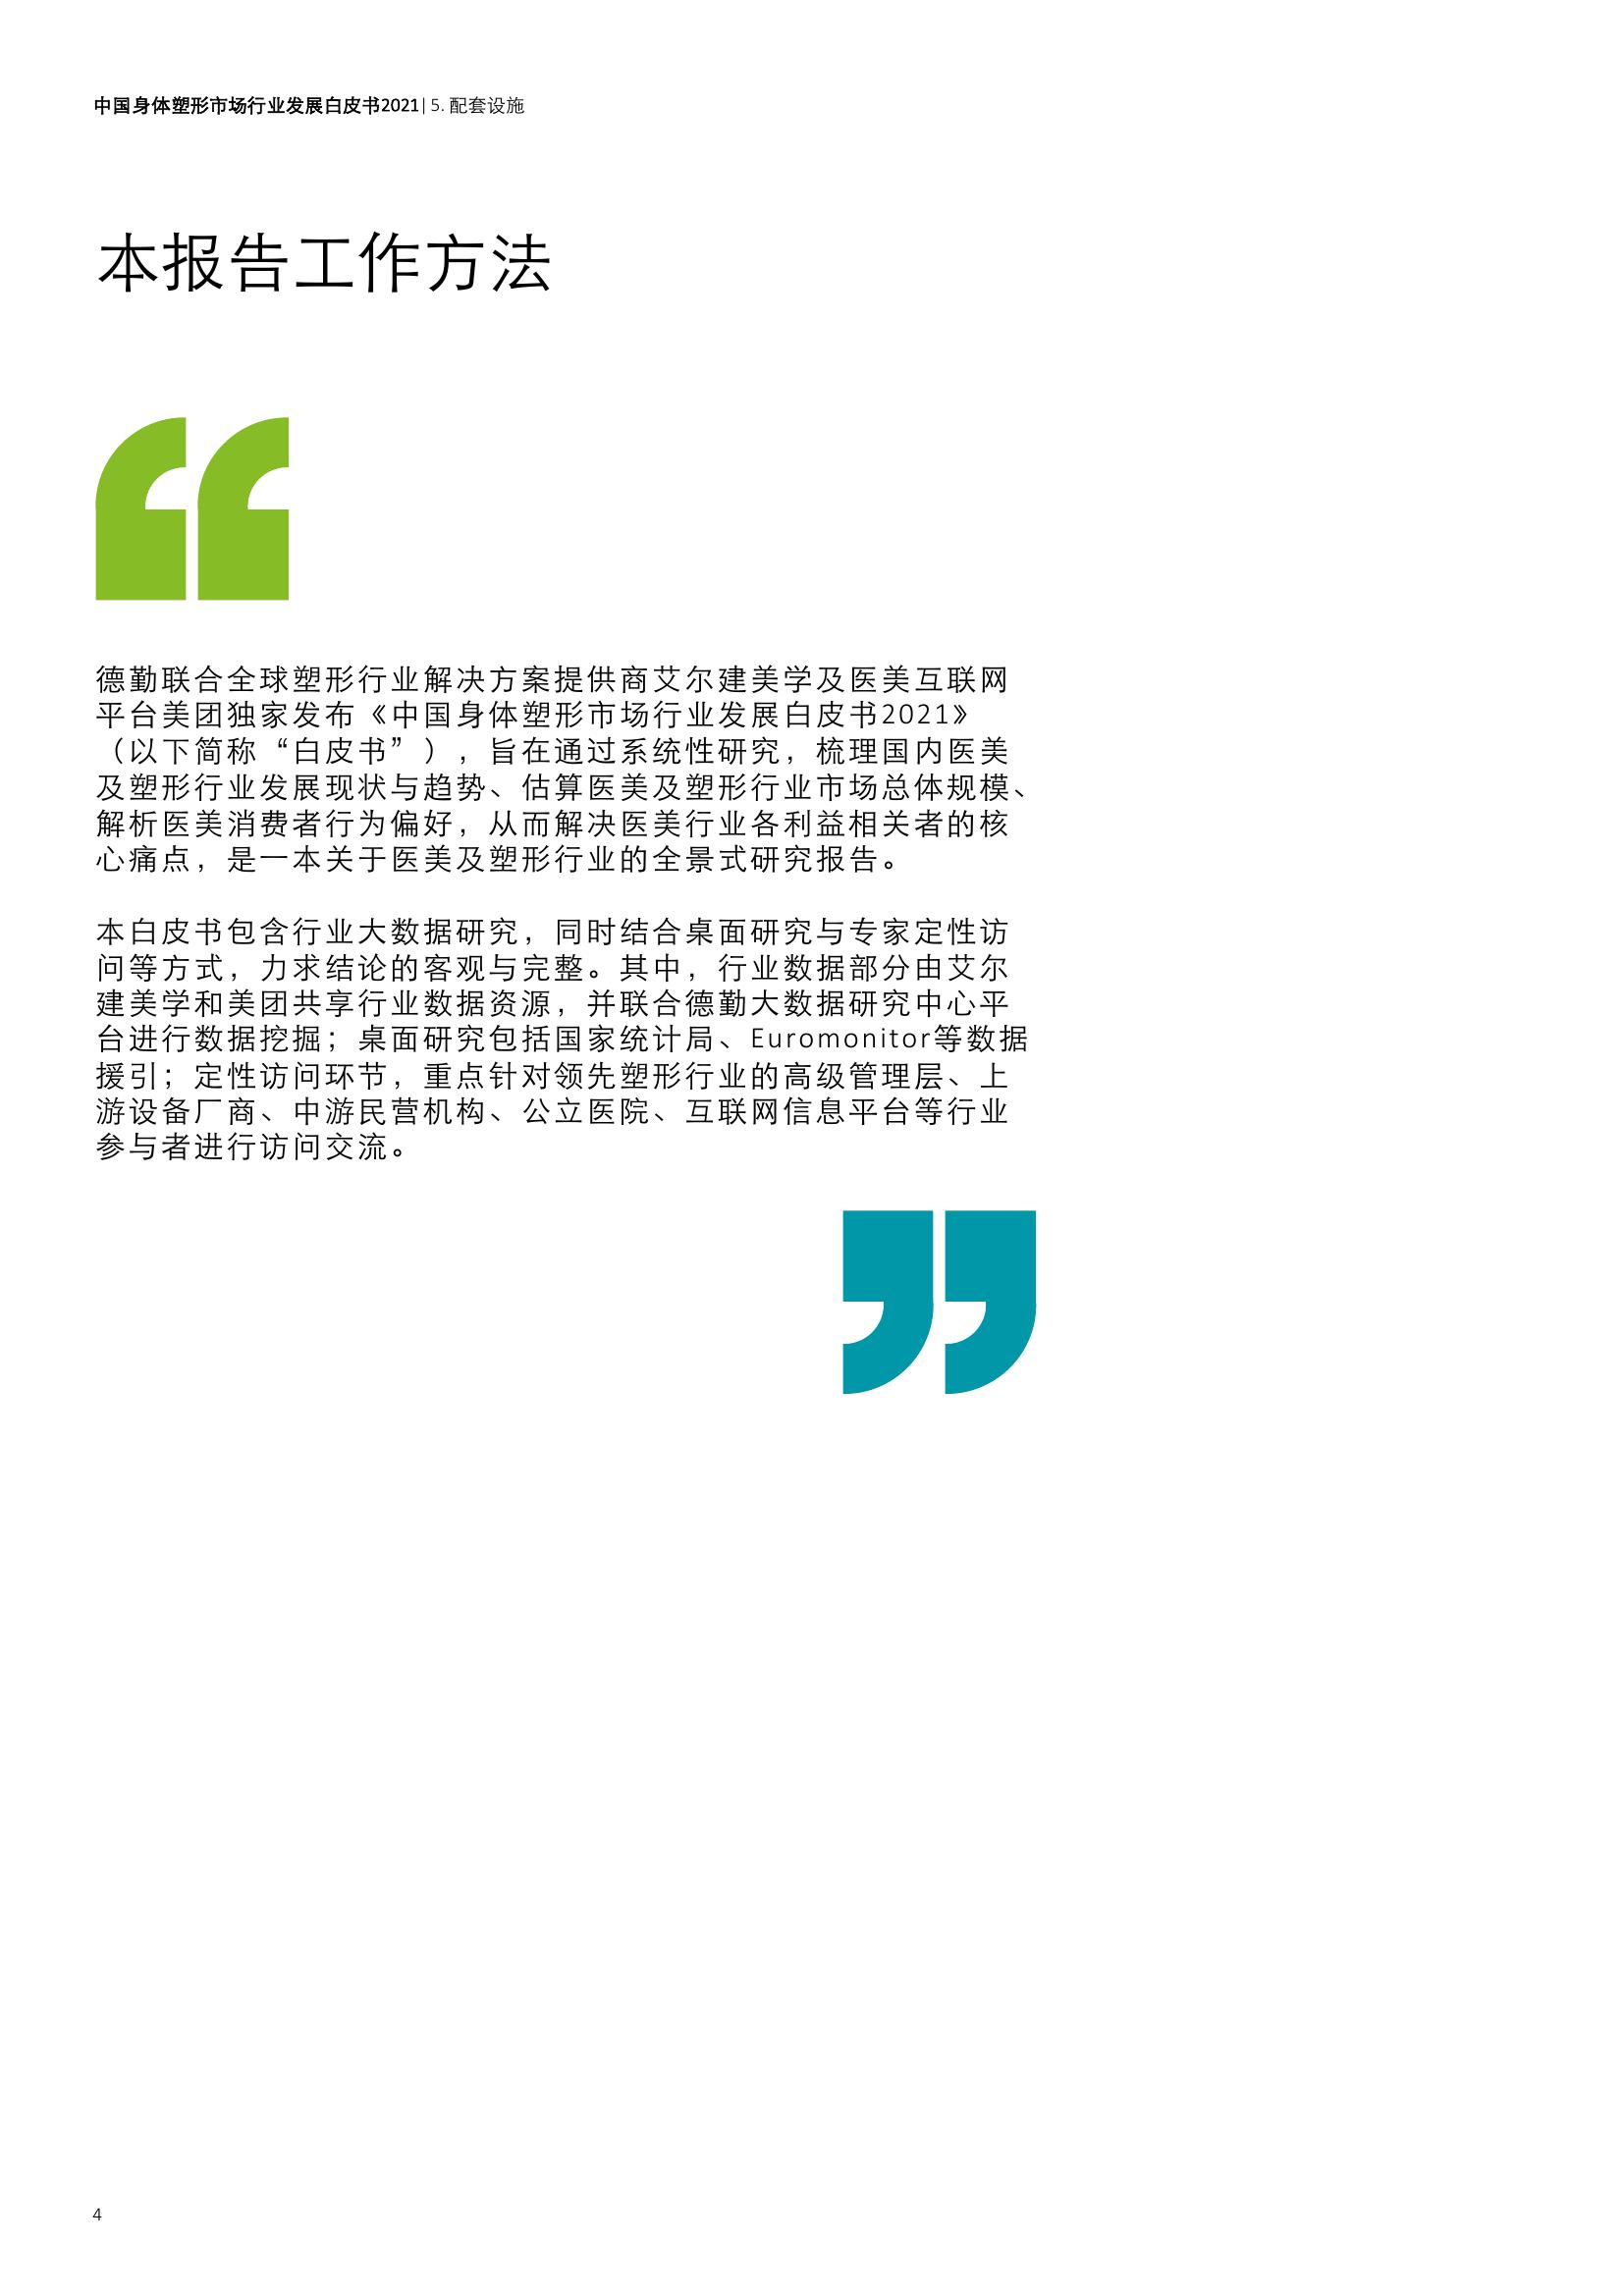 中国身体塑形市场行业发展白皮书2021| 5. 配套设施
本报告工作方法
德勤联合全球塑形行业解决方案提供商艾尔建美学及医美互联网
平台美团独家发布《中国身体塑形市场行业发展白皮书2021》
（以下简称“白皮书”），旨在通过系统性研究，梳理国内医美
及塑形行业发展现状与趋势、估算医美及塑形行业市场总体规模、
解析医美消费者行为偏好，从而解决医美行业各利益相关者的核
心痛点，是一本关于医美及塑形行业的全景式研究报告。
本白皮书包含行业大数据研究，同时结合桌面研究与专家定性访
问等方式，力求结论的客观与完整。其中，行业数据部分由艾尔
建美学和美团共享行业数据资源，并联合德勤大数据研究中心平
台进行数据挖掘；桌面研究包括国家统计局、Euromonitor等数据
援引；定性访问环节，重点针对领先塑形行业的高级管理层、上
游设备厂商、中游民营机构、公立医院、互联网信息平台等行业
参与者进行访问交流。
4